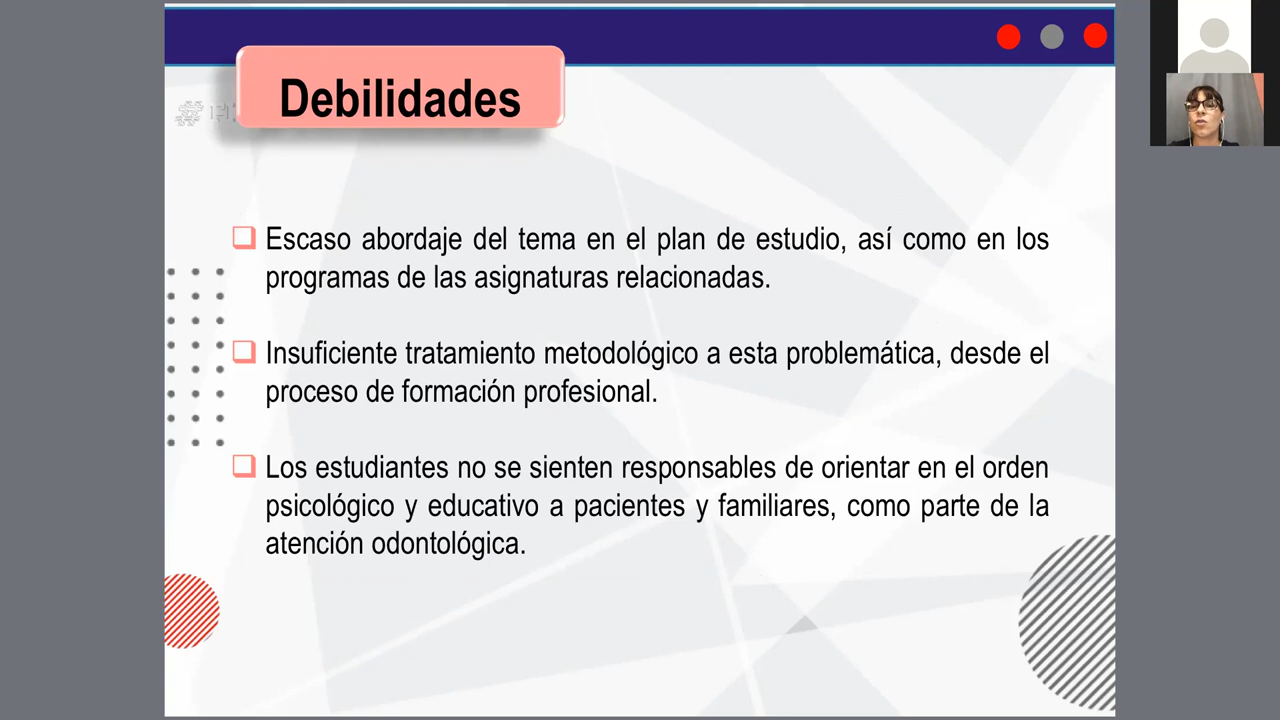 Debilidades
Escaso abordaje del tema en el plan de estudio, así como en los
programas de las asignaturas relacionadas.
Insuficiente tratamiento metodológico a esta problemática, desde el
proceso de formación profesional.
Los estudiantes no se sienten responsables de orientar en el orden
psicológico y educativo a pacientes y familiares, como parte de la
atención odontológica.